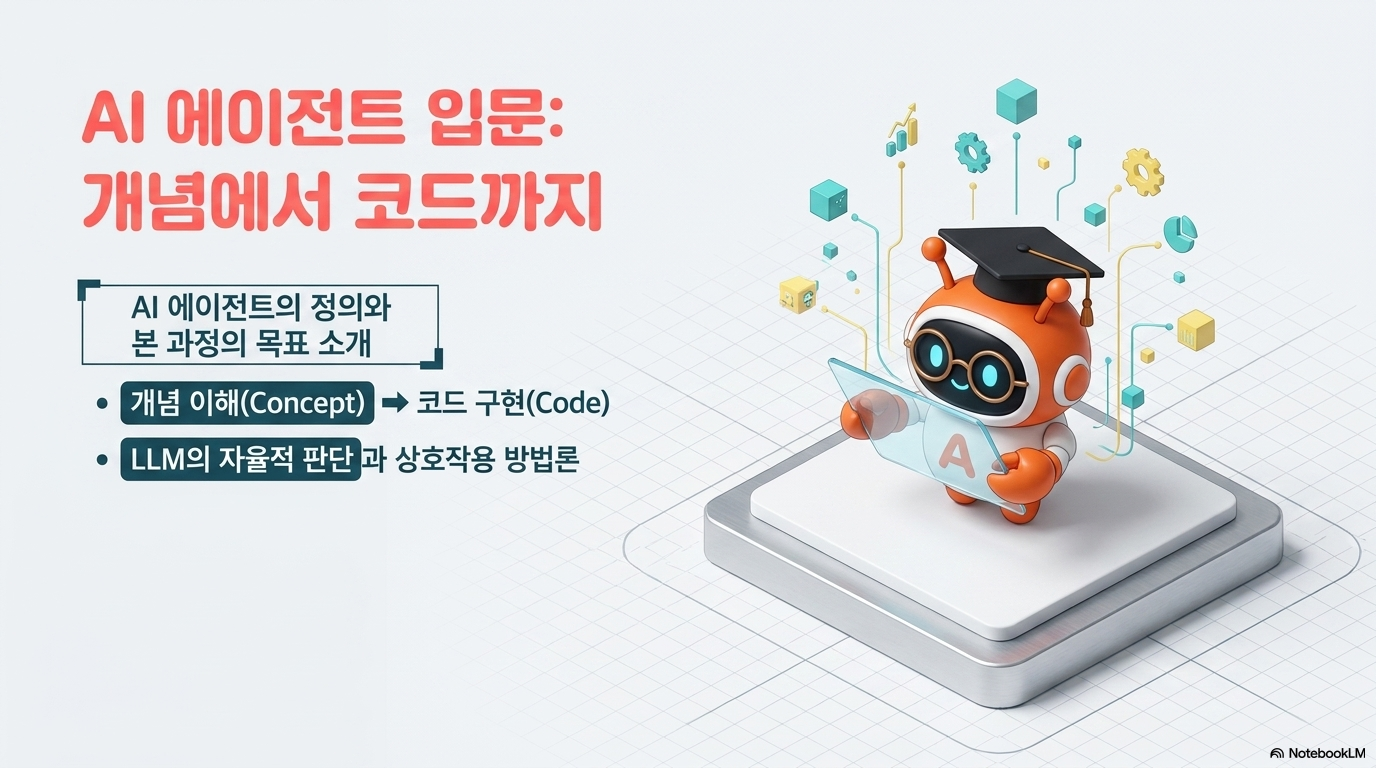 AI 에이전트 입문:
개념에서 코드까지
AI 에이전트의 정의와
본 과정의 목표 소개
• 개념 이해(Concept) ➡ 코드 구현(Code)
• LLM의 자율적 판단과 상호작용 방법론
A
NotebookLM